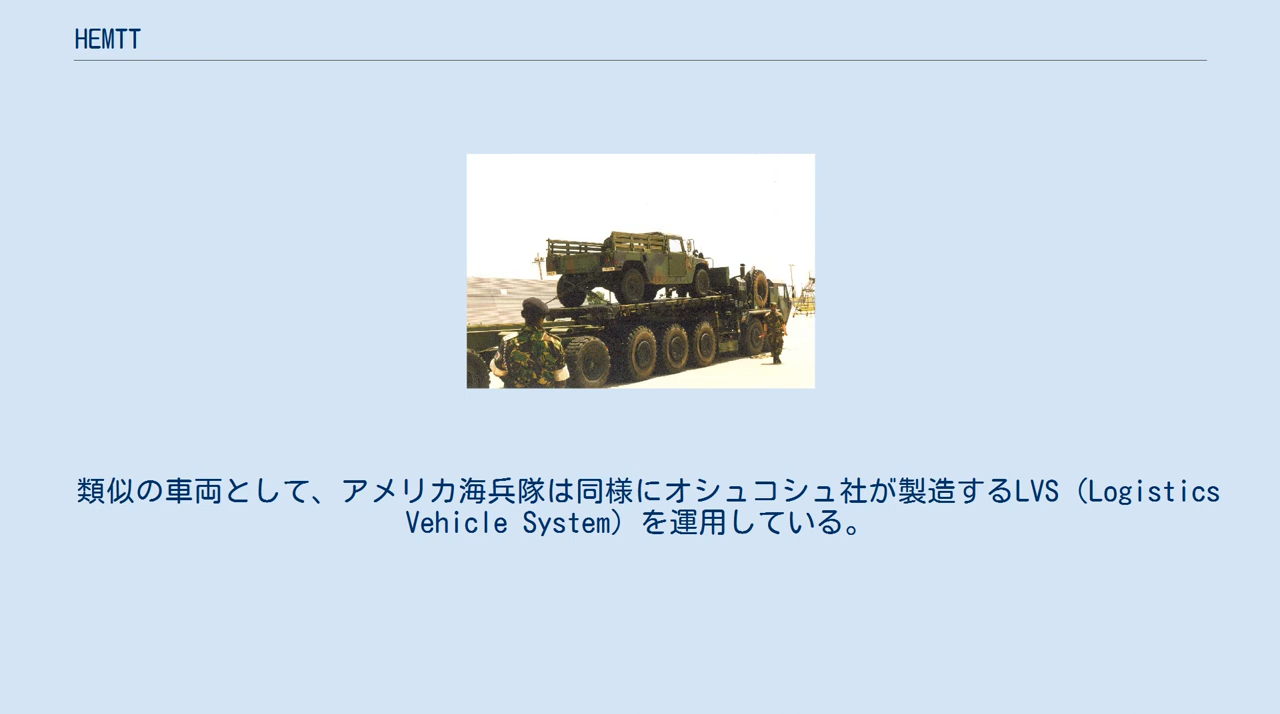 HEMTT
類似の車両として、アメリカ海兵隊は同様にオシュコシュ社が製造するLVS（Logistics
Vehicle System）を運用している。